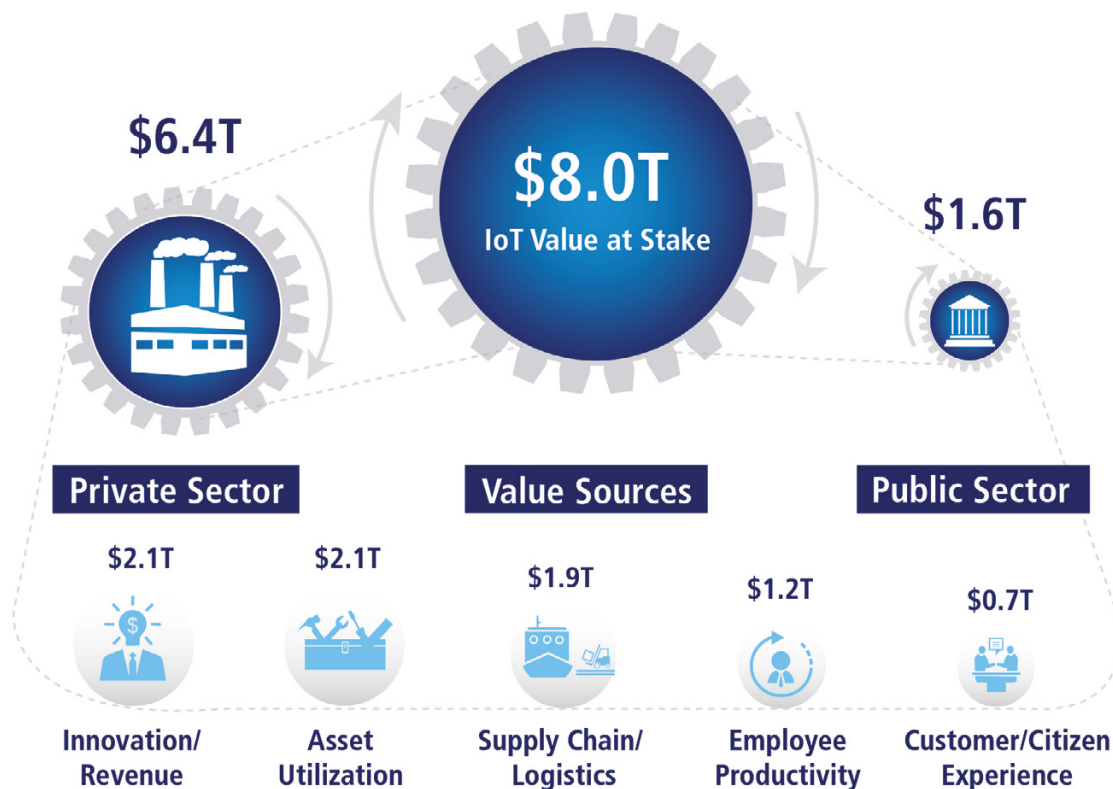 $6.4T
$8.0T
IoT Value at Stake
$1.6T
Private Sector
Value Sources
Public Sector
$2.1T
$2.1T
$1.9T
$1.2T
$0.7T
$
Innovation/
Revenue
Asset
Utilization
Supply Chain/
Logistics
Employee
Productivity
Customer/Citizen
Experience